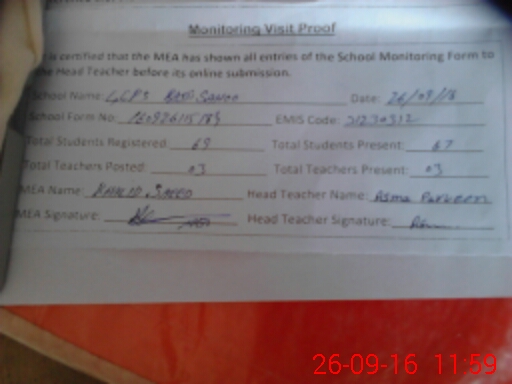 Monitoring Visit Proof
is certified that the MEA has shown all entries of the School Monitoring Form to
the Head Teacher before its online submission.
School Name: Date: 26/09/16
School Form No: EMIS Code:
Total Students Registered: 69 Total Students Present: 67
Total Teachers Posted: 03 Total Teachers Present: 03
MEA Name: KHALID SAEED Head Teacher Name: Asma Parveen
MEA Signature: Head Teacher Signature:
26-09-16 11:59